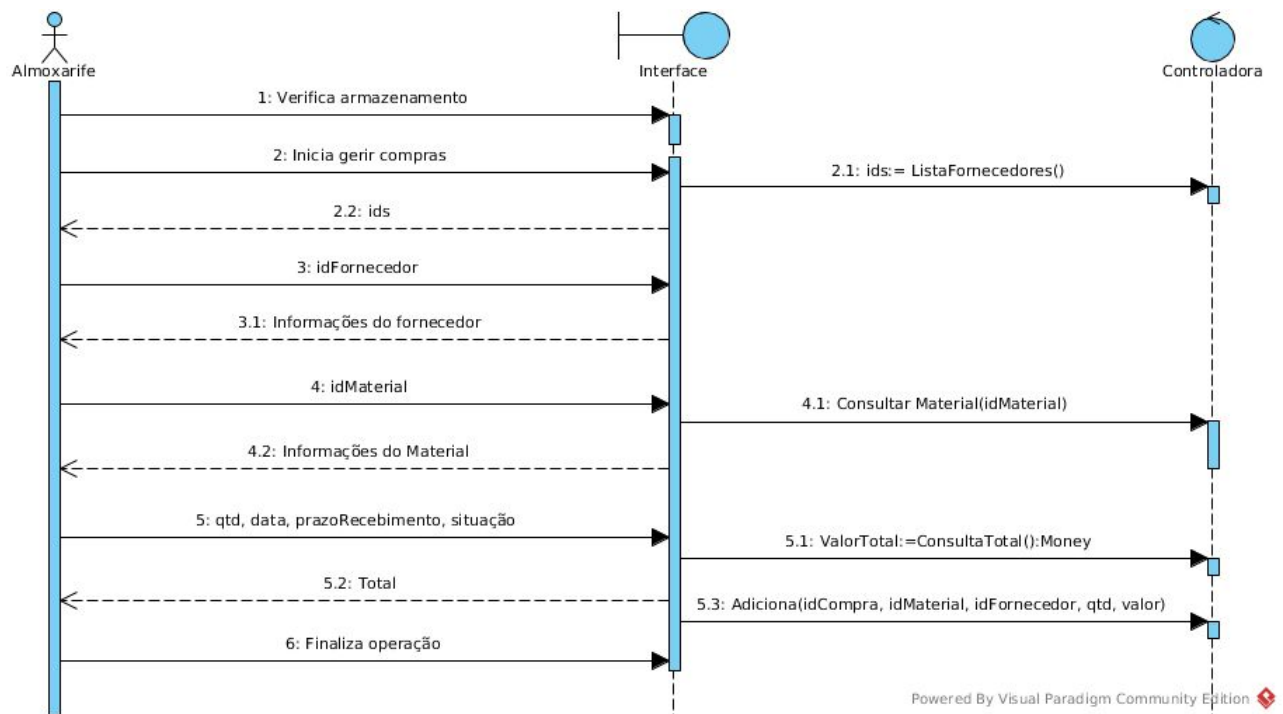 Almoxarife
Interface
Controladora
1: Verifica armazenamento
2: Inicia gerir compras
2.1: ids:= ListaFornecedores()
2.2: ids
3: idFornecedor
3.1: Informações do fornecedor
4: idMaterial
4.1: Consultar Material(idMaterial)
4.2: Informações do Material
5: qtd, data, prazoRecebimento, situação
5.1: ValorTotal:=ConsultaTotal():Money
5.2: Total
5.3: Adiciona(idCompra, idMaterial, idFornecedor, qtd, valor)
6: Finaliza operação
Powered By Visual Paradigm Community Edition